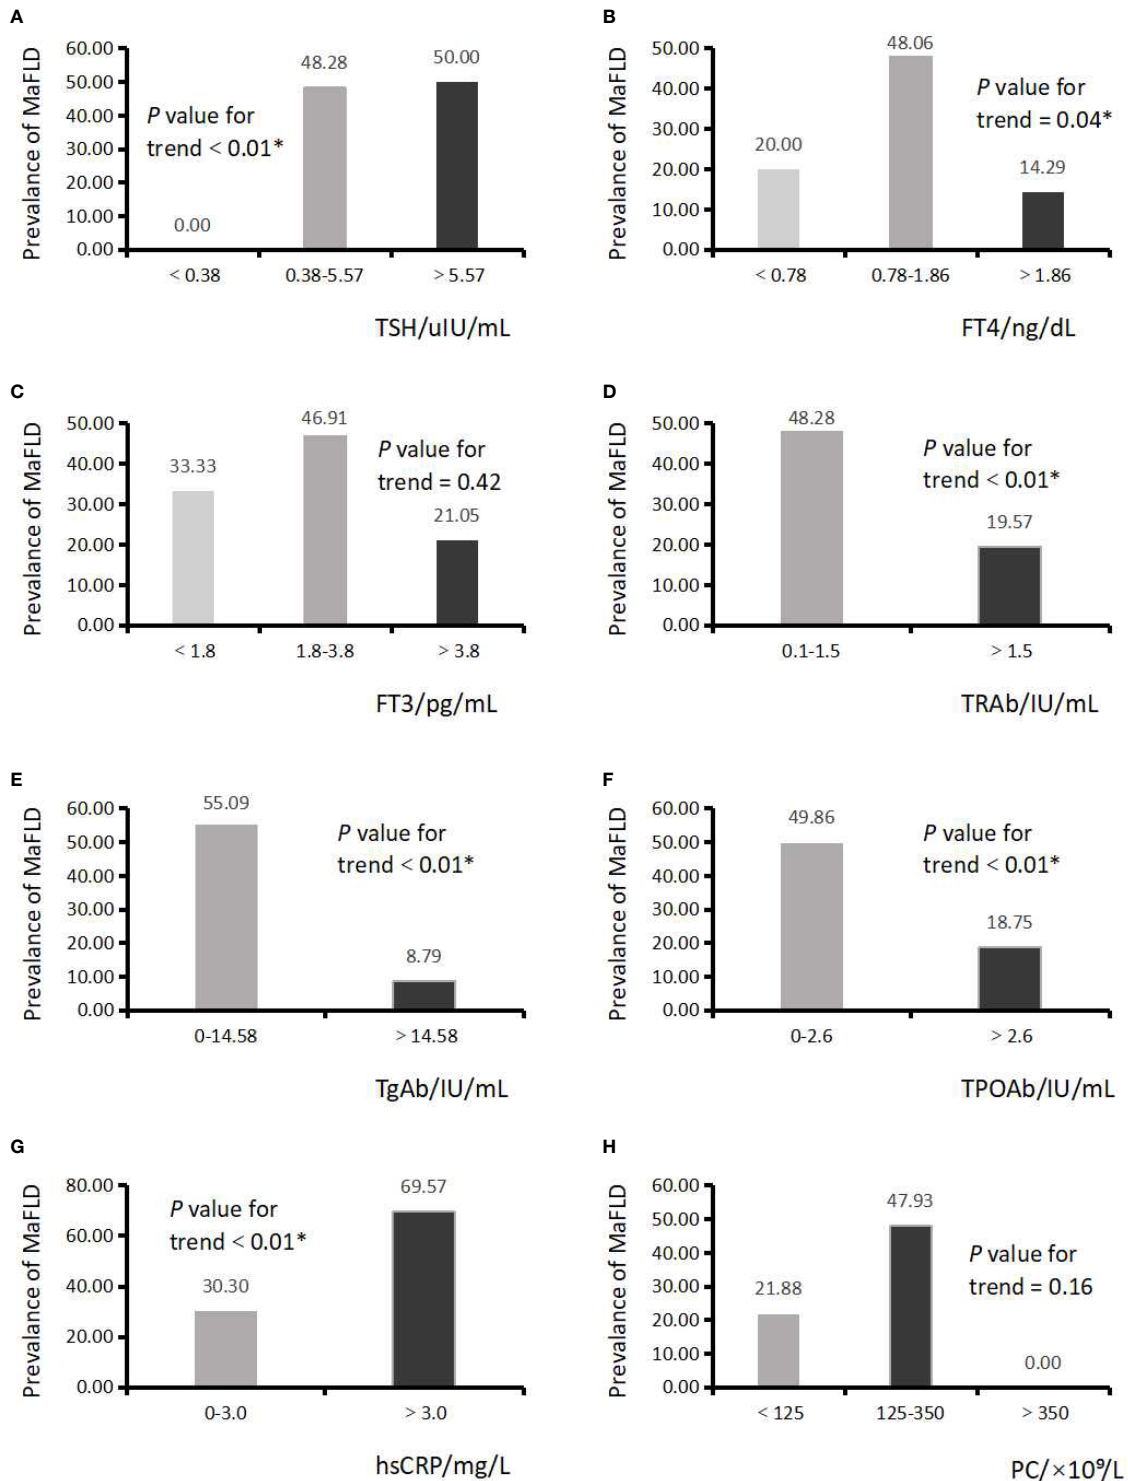 A
Prevalance of MaFLD
60.00
50.00
40.00
30.00
20.00
10.00
0.00
P value for
trend < 0.01*
0.00
48.28
50.00
< 0.38
0.38-5.57
> 5.57
TSH/uIU/mL
B
Prevalance of MaFLD
50.00
40.00
30.00
20.00
10.00
0.00
20.00
48.06
14.29
P value for
trend = 0.04*
< 0.78
0.78-1.86
> 1.86
FT4/ng/dL
C
Prevalance of MaFLD
50.00
40.00
30.00
20.00
10.00
0.00
33.33
46.91
21.05
P value for
trend = 0.42
< 1.8
1.8-3.8
> 3.8
FT3/pg/mL
D
Prevalance of MaFLD
50.00
40.00
30.00
20.00
10.00
0.00
48.28
19.57
P value for
trend < 0.01*
0.1-1.5
> 1.5
TRAb/IU/mL
E
Prevalance of MaFLD
60.00
50.00
40.00
30.00
20.00
10.00
0.00
55.09
8.79
P value for
trend < 0.01*
0-14.58
> 14.58
TgAb/IU/mL
F
Prevalance of MaFLD
60.00
50.00
40.00
30.00
20.00
10.00
0.00
49.86
18.75
P value for
trend < 0.01*
0-2.6
> 2.6
TPOAb/IU/mL
G
Prevalance of MaFLD
80.00
60.00
40.00
20.00
0.00
P value for
trend < 0.01*
30.30
69.57
0-3.0
> 3.0
hsCRP/mg/L
H
Prevalance of MaFLD
60.00
50.00
40.00
30.00
20.00
10.00
0.00
21.88
47.93
0.00
P value for
trend = 0.16
< 125
125-350
> 350
PC/×10⁹/L